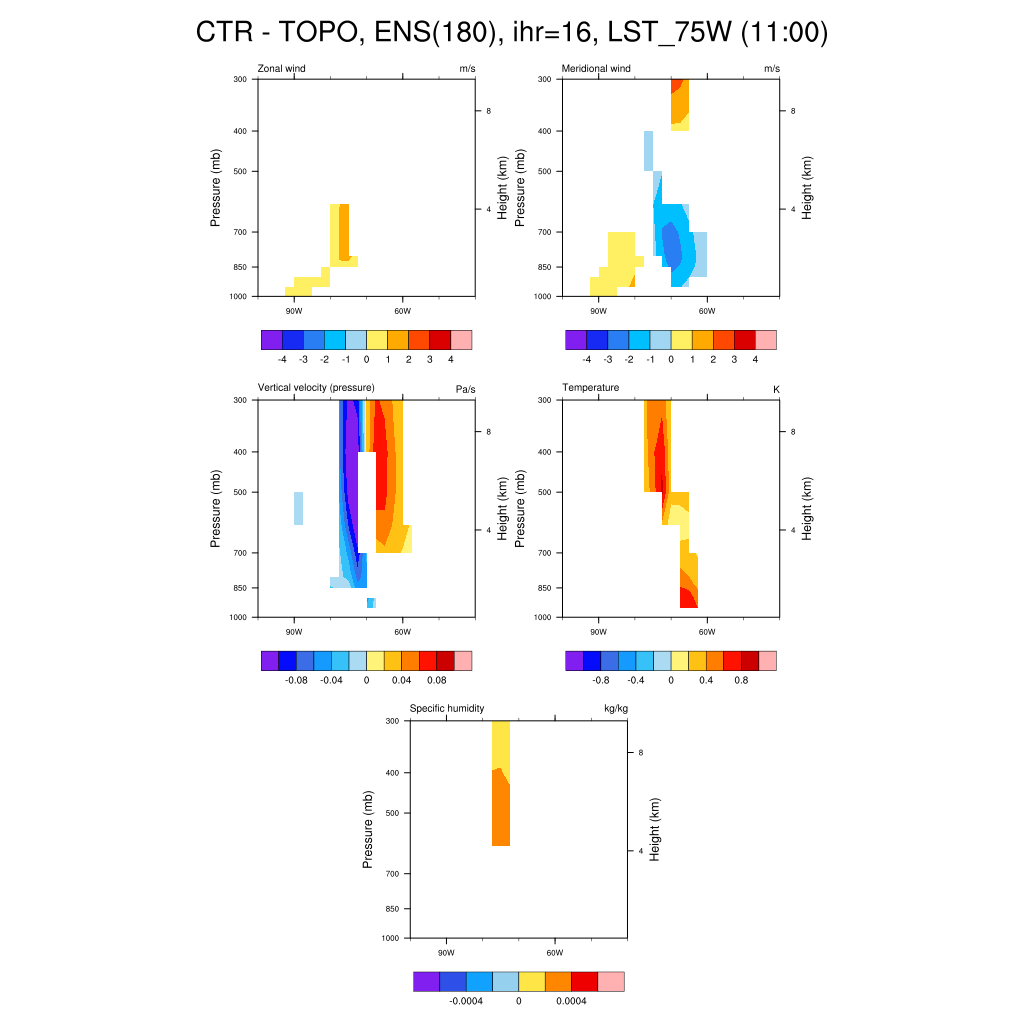 CTR - TOPO, ENS(180), ihr=16, LST_75W (11:00)
Zonal wind m/s
Pressure (mb)
300
400
500
700
850
1000
8
4
Height (km)
90W 60W
-4 -3 -2 -1 0 1 2 3 4
Meridional wind m/s
Pressure (mb)
300
400
500
700
850
1000
8
4
Height (km)
90W 60W
-4 -3 -2 -1 0 1 2 3 4
Vertical velocity (pressure) Pa/s
Pressure (mb)
300
400
500
700
850
1000
8
4
Height (km)
90W 60W
-0.08 -0.04 0 0.04 0.08
Temperature K
Pressure (mb)
300
400
500
700
850
1000
8
4
Height (km)
90W 60W
-0.8 -0.4 0 0.4 0.8
Specific humidity kg/kg
Pressure (mb)
300
400
500
700
850
1000
8
4
Height (km)
90W 60W
-0.0004 0 0.0004